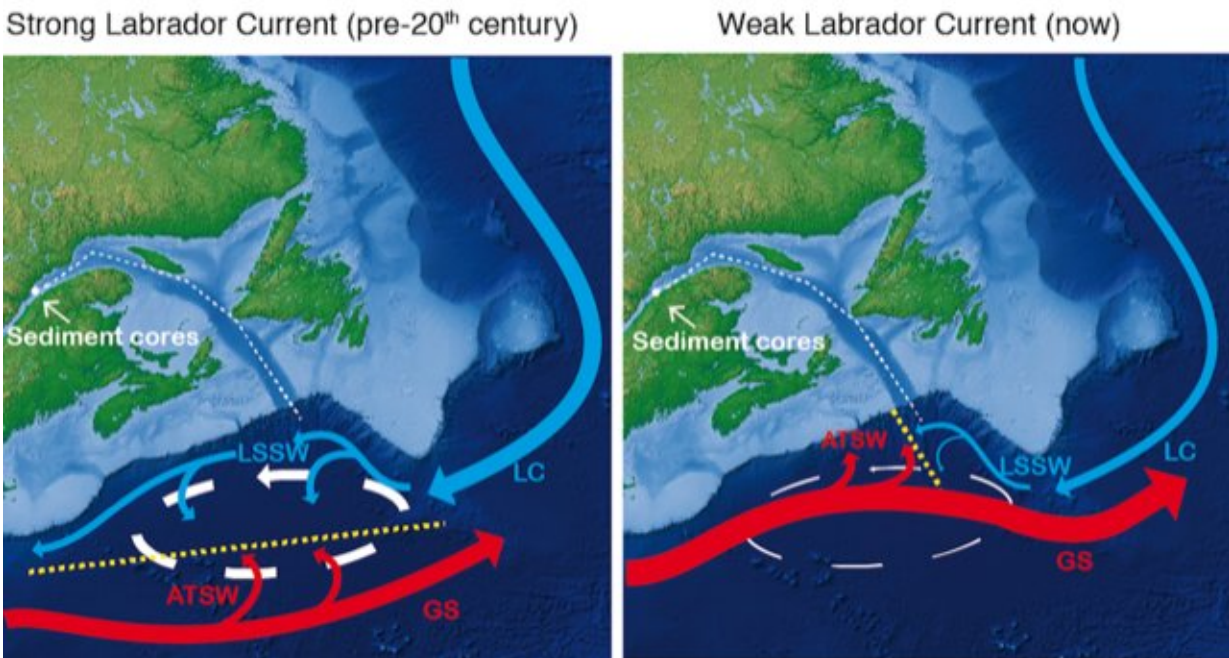 Strong Labrador Current (pre-20th century)
Weak Labrador Current (now)
Sediment cores
LSSW
LC
ATSW
GS
Sediment cores
ATSW
LSSW
LC
GS